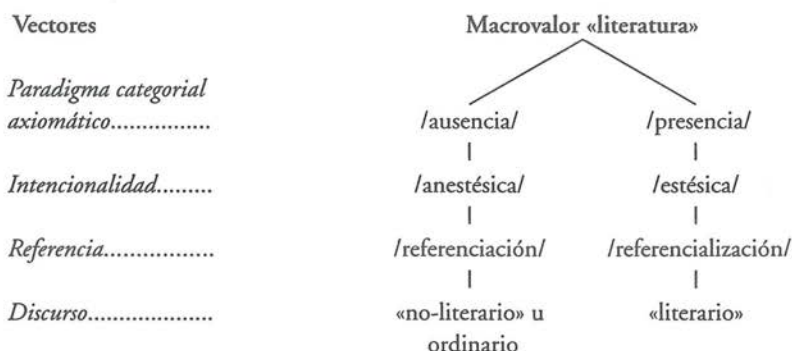 Vectores Macrovalor «literatura»
Paradigma categorial
axiomático................ /ausencia/ /presencia/
Intencionalidad......... /anestésica/ /estésica/
Referencia.................. /referenciación/ /referencialización/
Discurso..................... «no-literario» u «literario»
ordinario